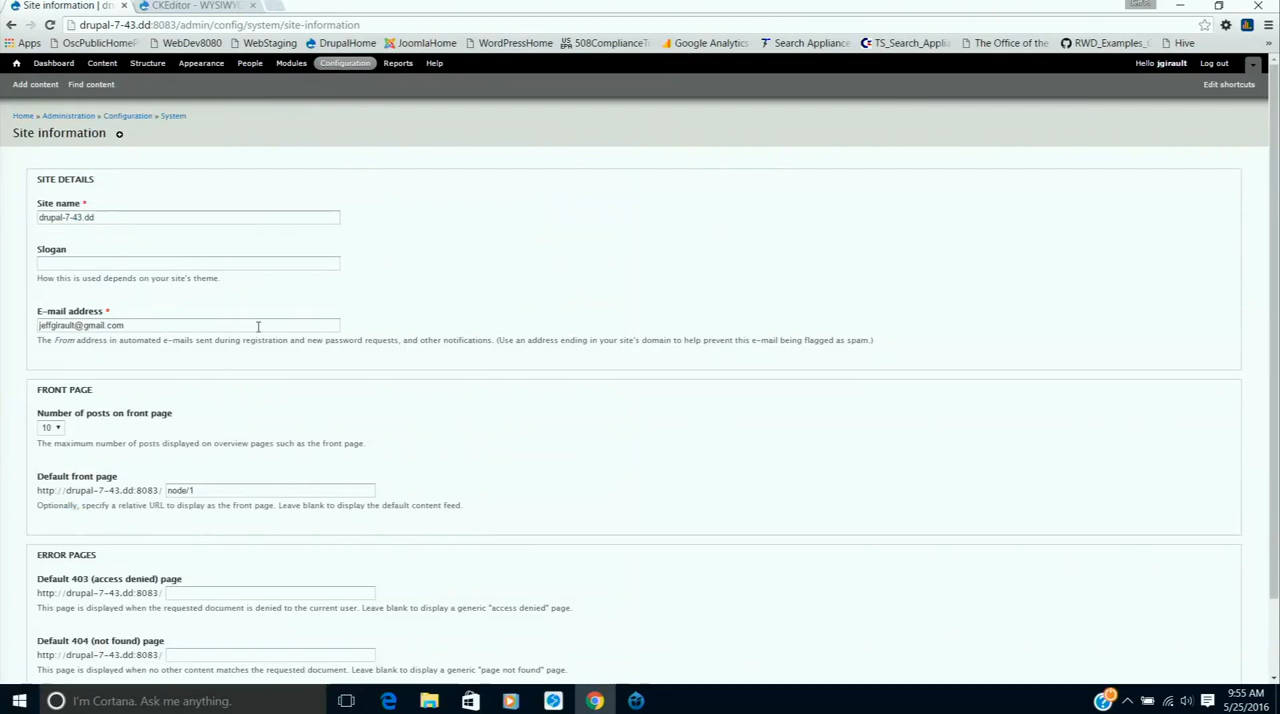 Site information | dr
CKEditor - WYSIWYG
drupal-7-43.dd:8083/admin/config/system/site-information
Apps OscPublicHomeP WebDev8080 WebStaging DrupalHome JoomlaHome WordPressHome 508ComplianceTo Google Analytics Search Appliance TS_Search_Appli The Office of the RWD_Examples_G Hive »
Dashboard Content Structure Appearance People Modules Configuration Reports Help Hello jgirault Log out
Add content Find content Edit shortcuts
Home » Administration » Configuration » System
Site information
SITE DETAILS
Site name *
drupal-7-43.dd
Slogan
How this is used depends on your site's theme.
E-mail address *
jeffgirault@gmail.com
The From address in automated e-mails sent during registration and new password requests, and other notifications. (Use an address ending in your site's domain to help prevent this e-mail being flagged as spam.)
FRONT PAGE
Number of posts on front page
10
The maximum number of posts displayed on overview pages such as the front page.
Default front page
http://drupal-7-43.dd:8083/ node/1
Optionally, specify a relative URL to display as the front page. Leave blank to display the default content feed.
ERROR PAGES
Default 403 (access denied) page
http://drupal-7-43.dd:8083/
This page is displayed when the requested document is denied to the current user. Leave blank to display a generic "access denied" page.
Default 404 (not found) page
http://drupal-7-43.dd:8083/
This page is displayed when no other content matches the requested document. Leave blank to display a generic "page not found" page.
I'm Cortana. Ask me anything.
9:55 AM
5/25/2016